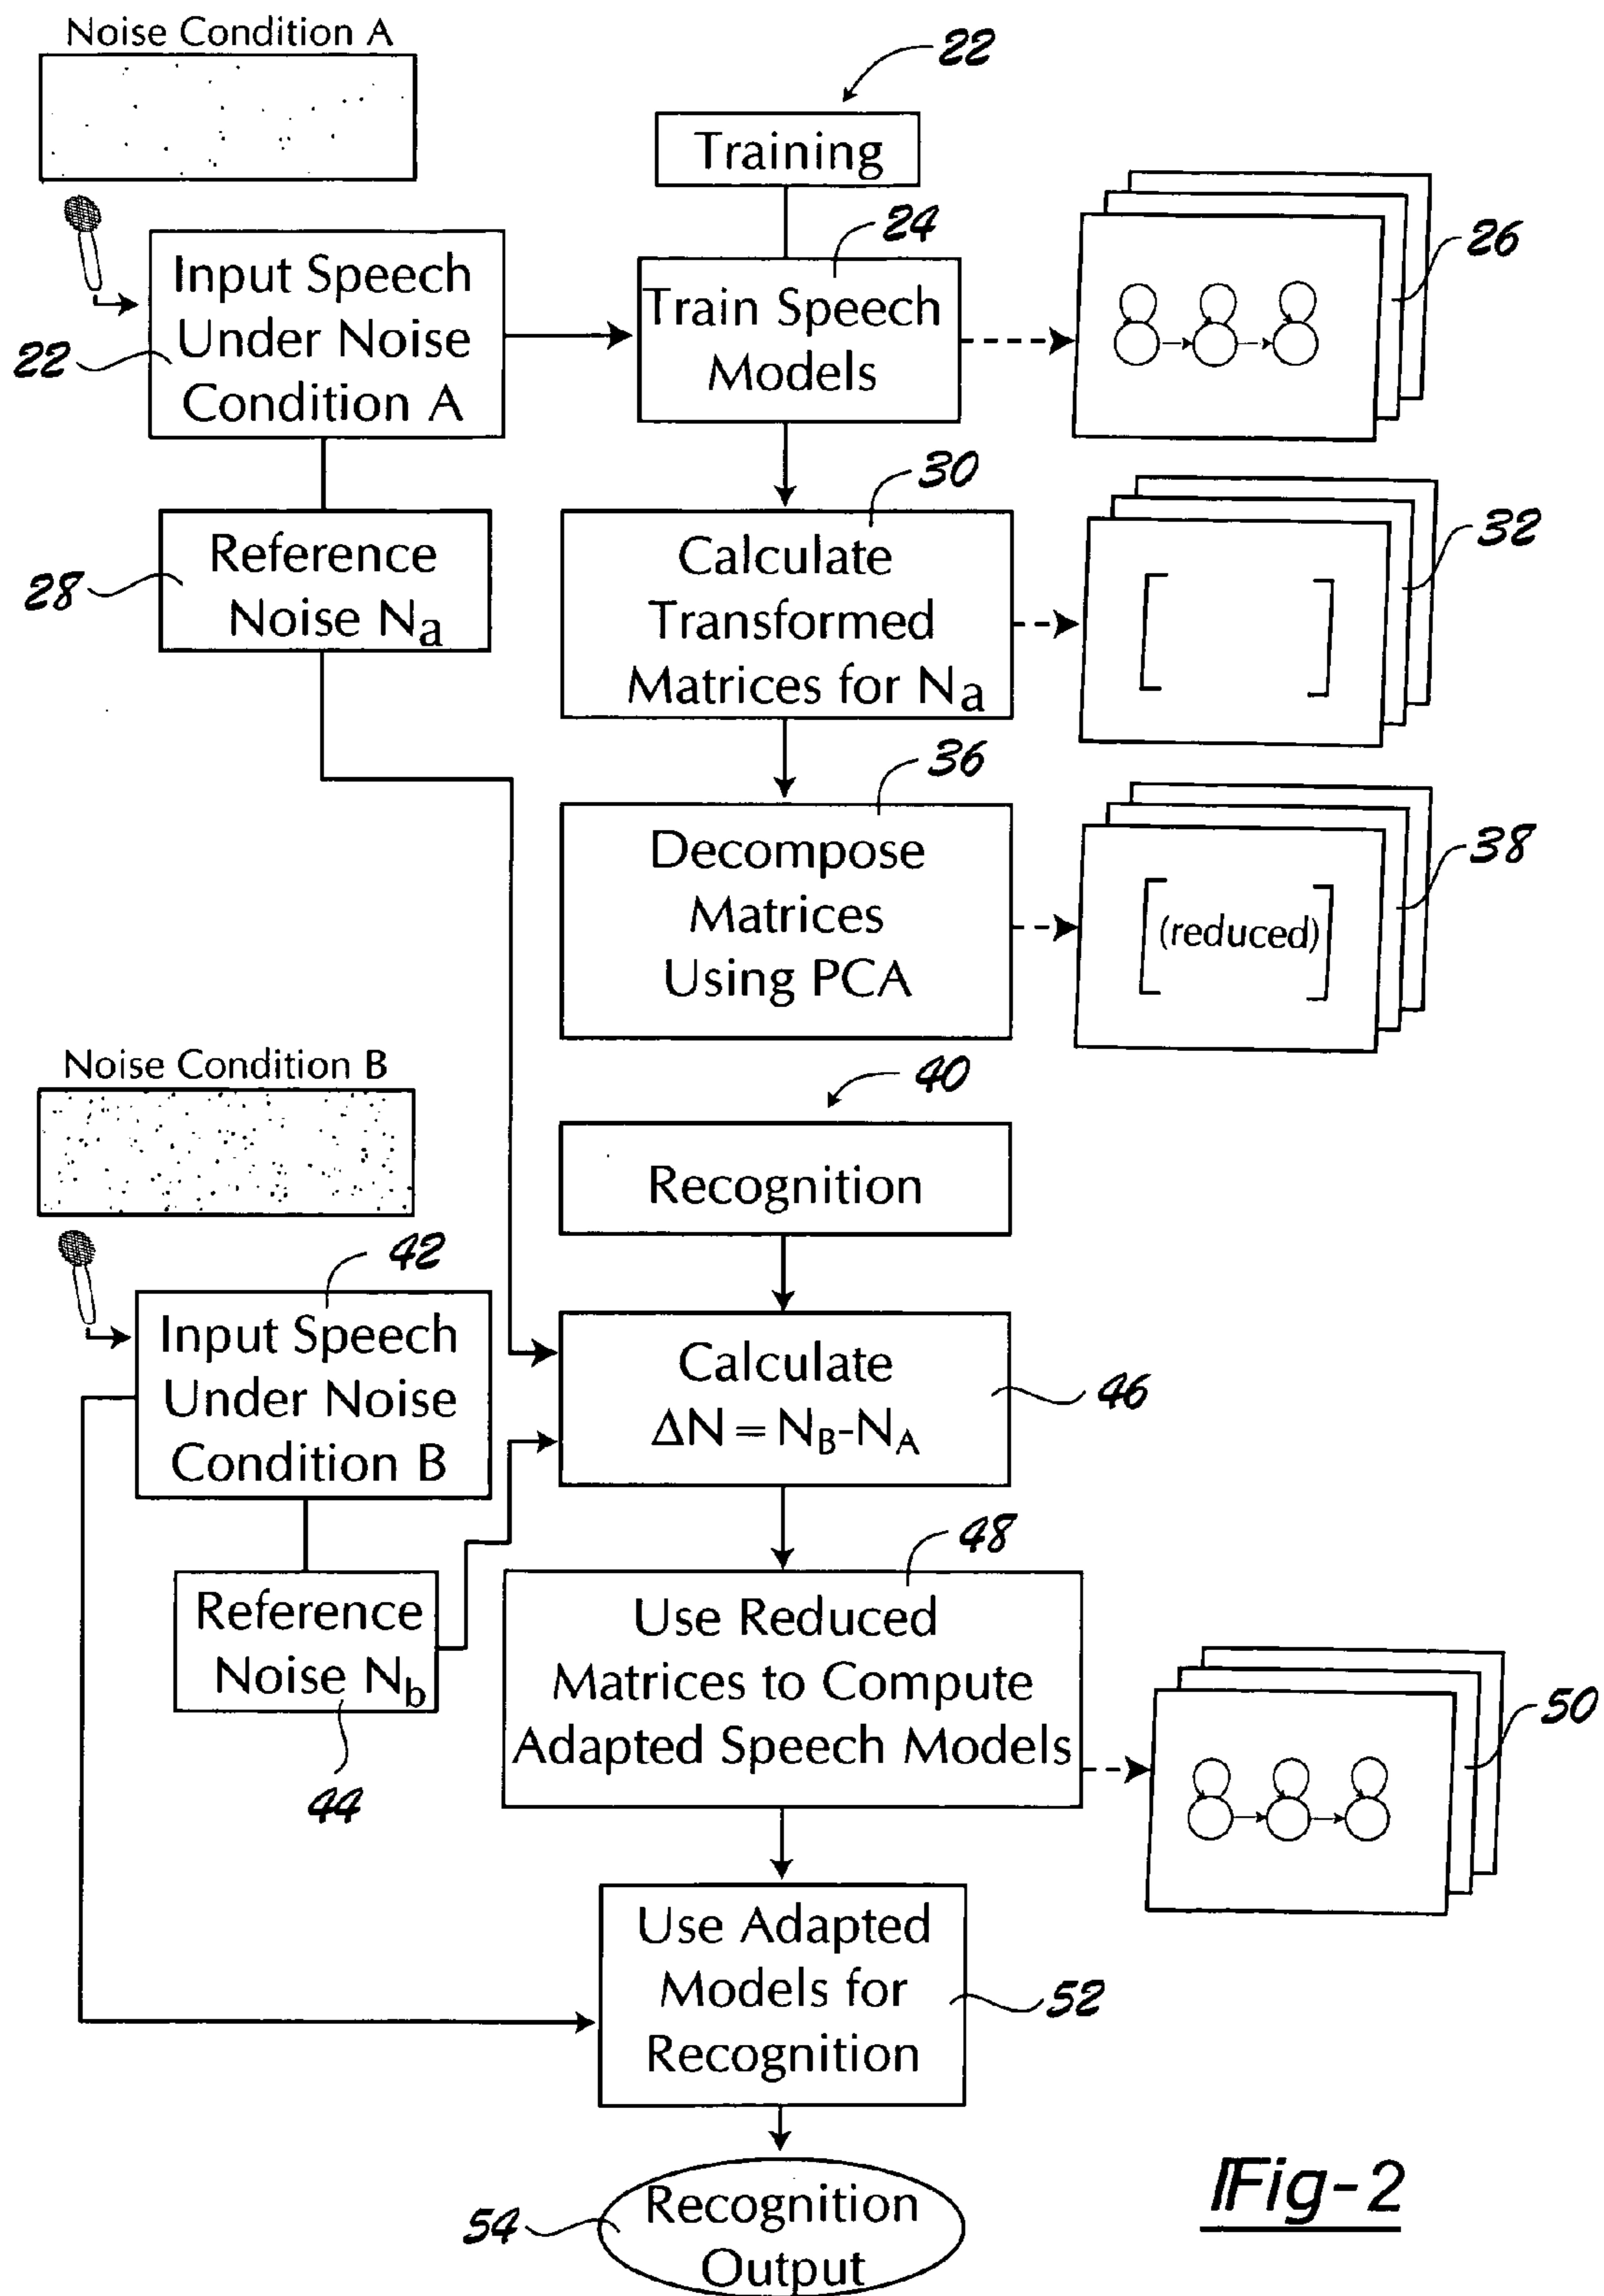 Noise Condition A
22
Training
24
26
Input Speech
Under Noise
Condition A
22
Train Speech
Models
30
32
Reference
Noise Na
28
Calculate
Transformed
Matrices for Na
36
38
Decompose
Matrices
Using PCA
(reduced)
Noise Condition B
40
Recognition
42
Input Speech
Under Noise
Condition B
Calculate
ΔN = NB-NA
46
48
Reference
Noise Nb
44
Use Reduced
Matrices to Compute
Adapted Speech Models
50
Use Adapted
Models for
Recognition
52
Recognition
Output
54
Fig-2